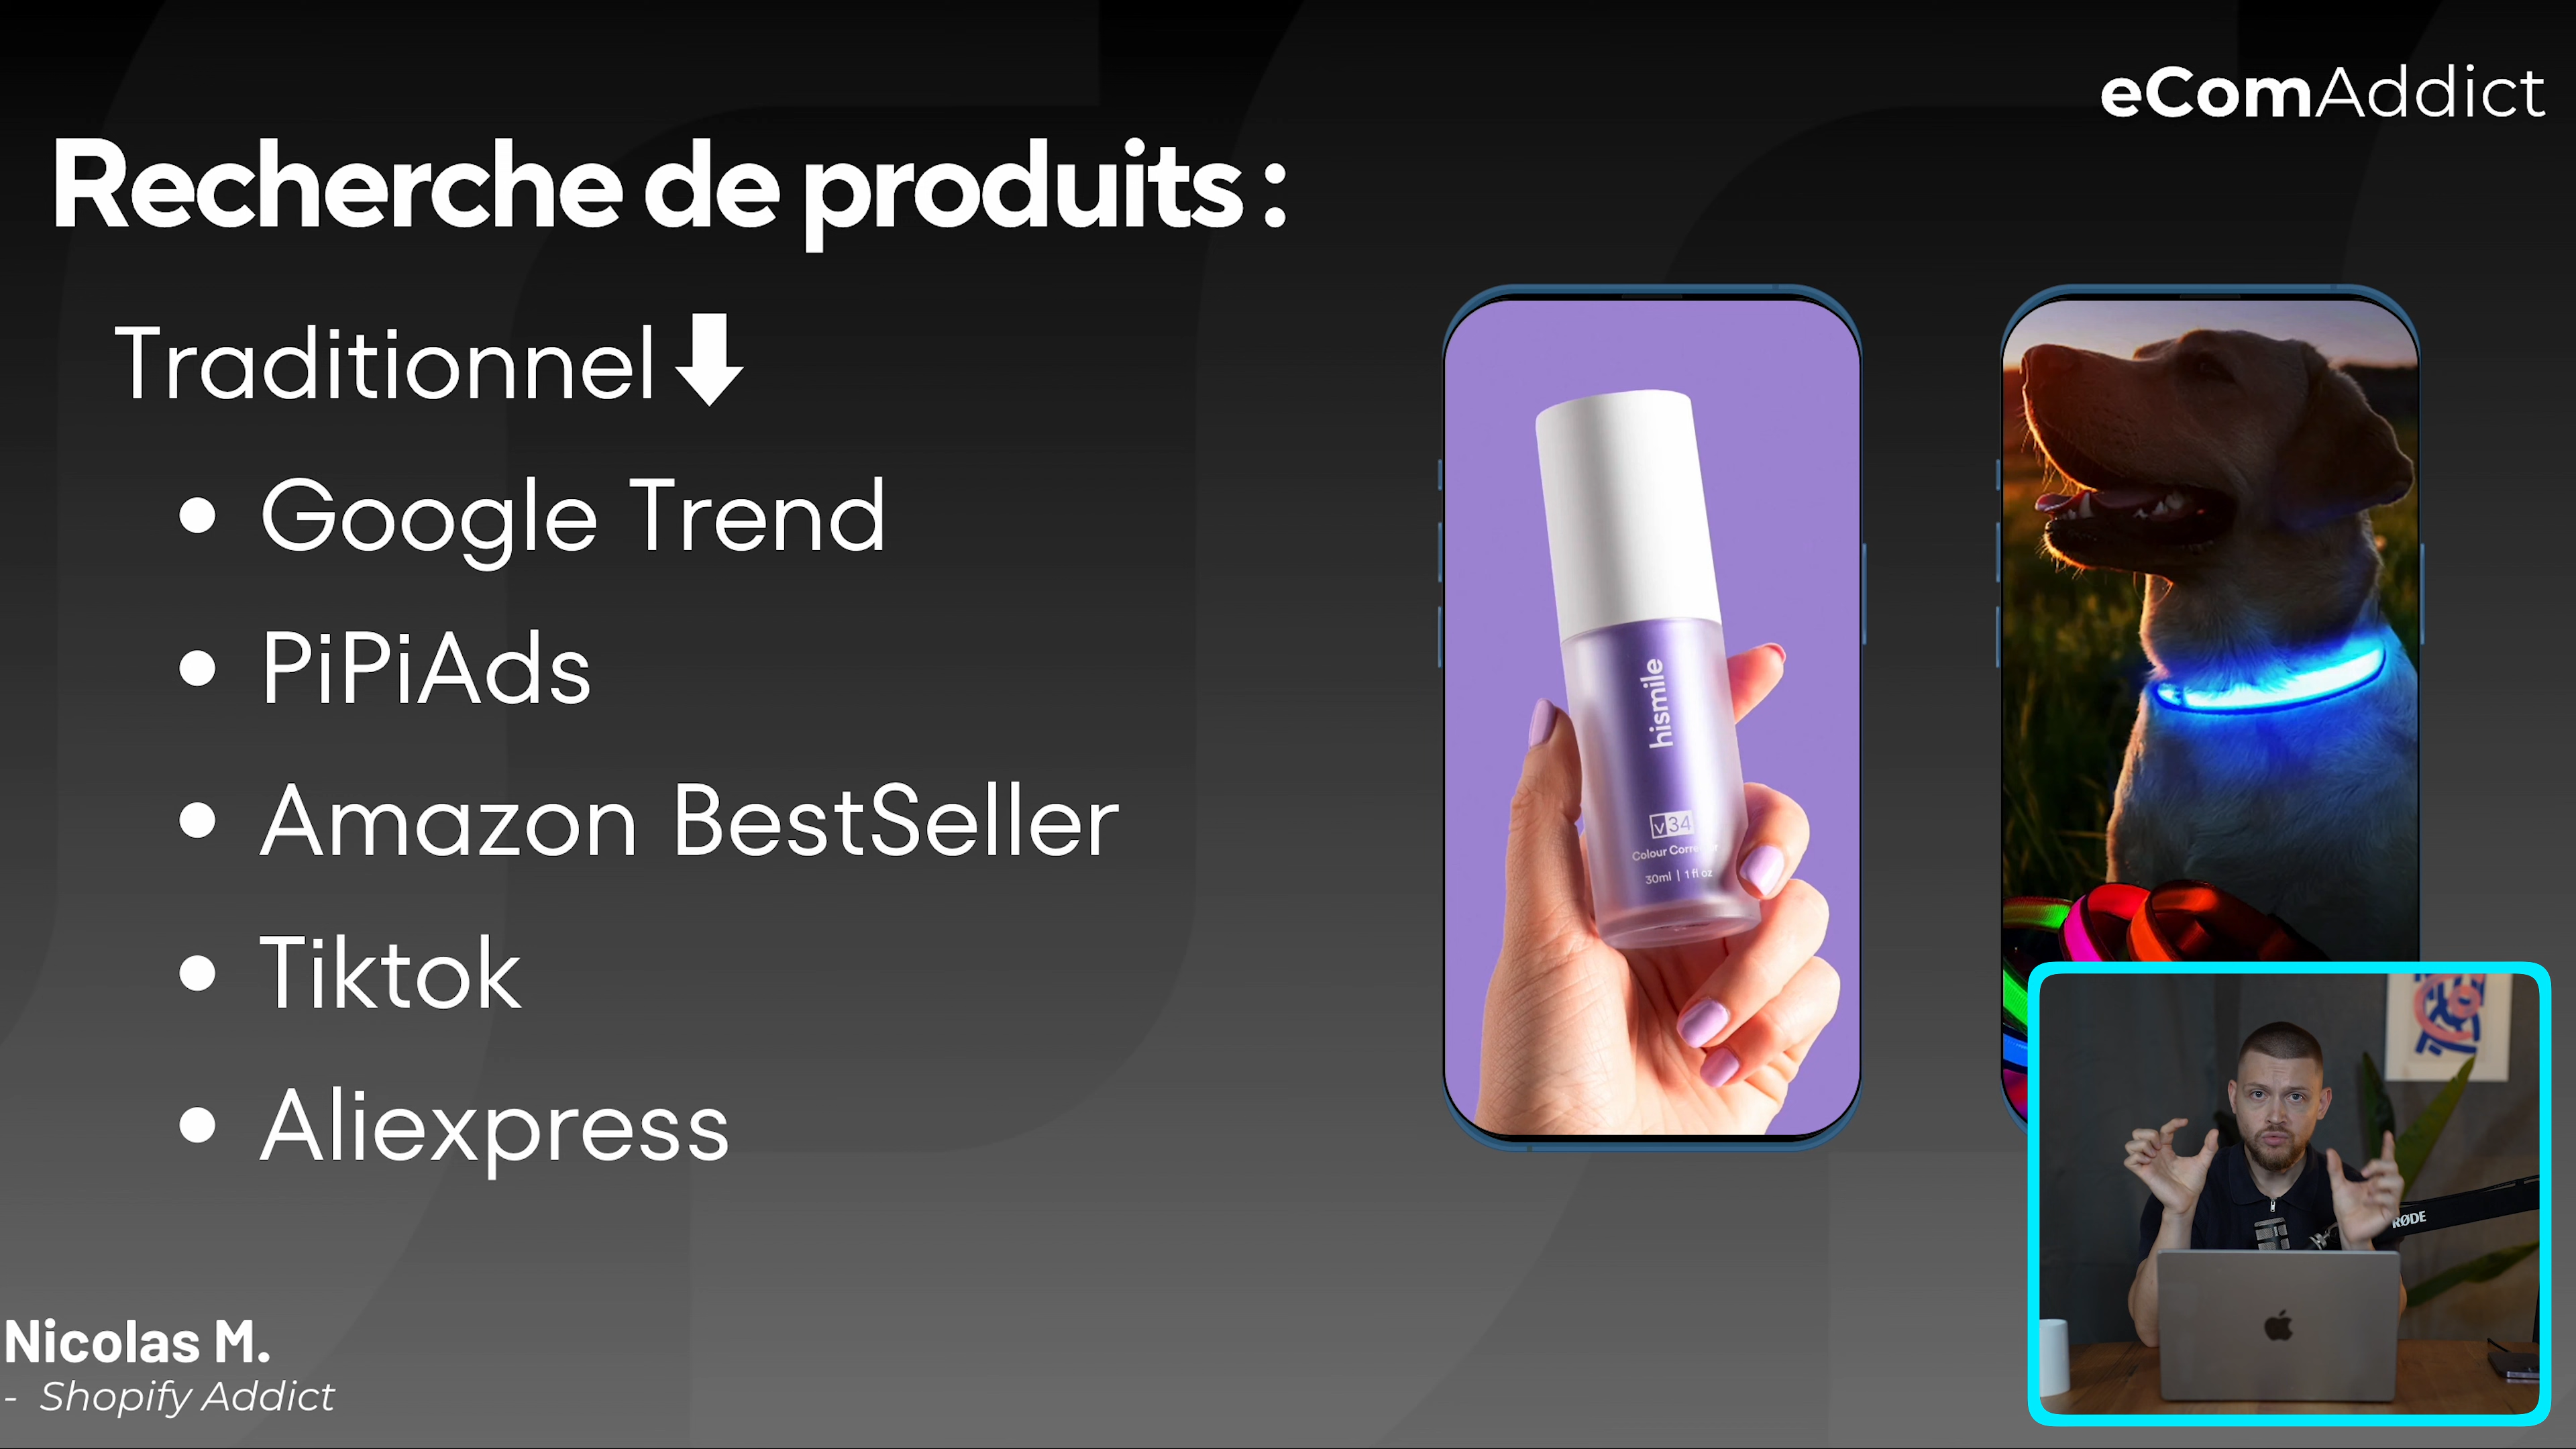 eComAddict
Recherche de produits :
Traditionnel
• Google Trend
• PiPiAds
• Amazon BestSeller
• Tiktok
• Aliexpress
hismile
v34
Colour
30ml | 1 fl oz
RØDE
Nicolas M.
- Shopify Addict